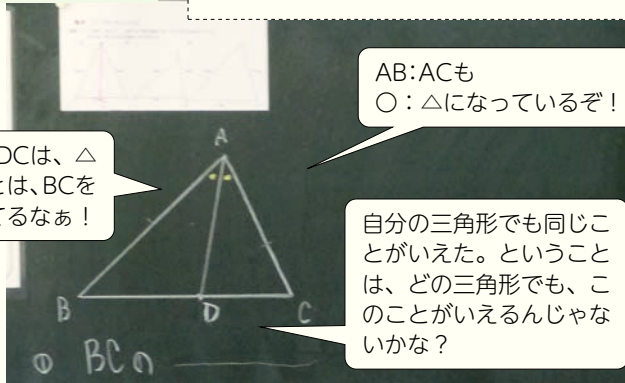 AB：ACも
○：△になっているぞ！
DCは、△
とは、BCを
てるなぁ！
A
自分の三角形でも同じこ
とがいえた。ということ
は、どの三角形でも、こ
のことがいえるんじゃな
いかな？
B
D
C
① BCの